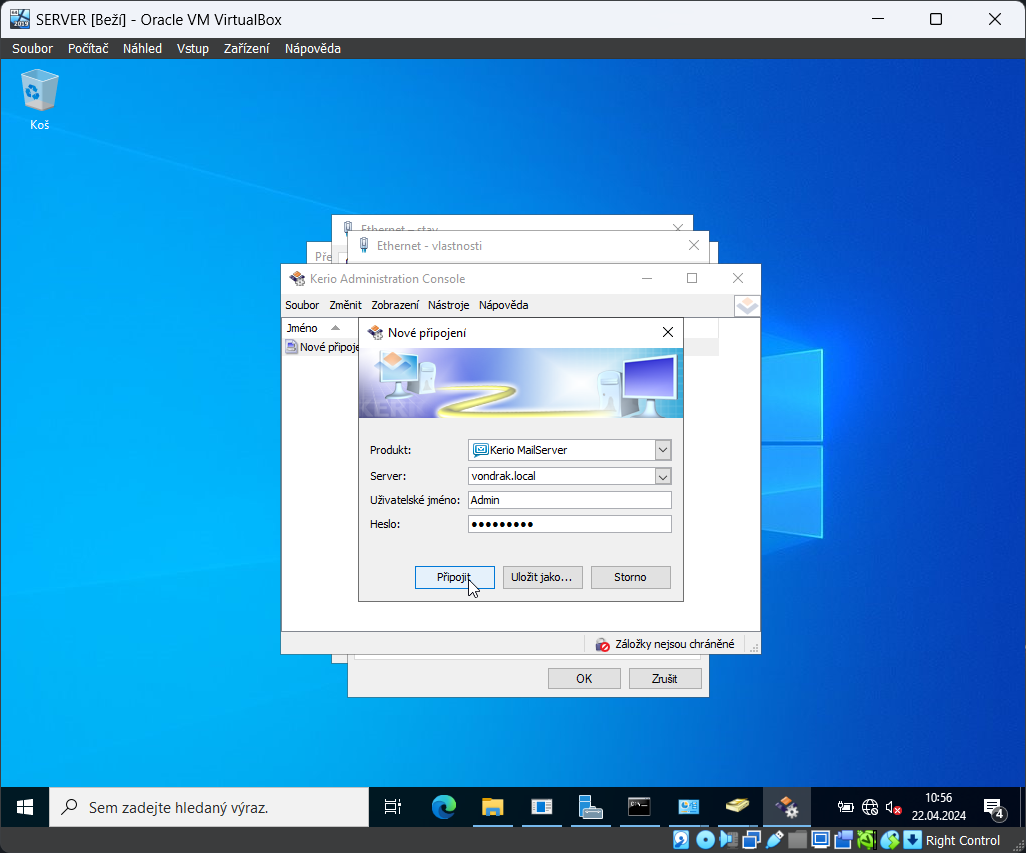 SERVER [Beží] - Oracle VM VirtualBox
Soubor Počítač Náhled Vstup Zařízení Nápověda
Koš
Ethernet – stav
Ethernet - vlastnosti
Pře
Kerio Administration Console
Soubor Změnit Zobrazení Nástroje Nápověda
Jméno
Nové připoje
Nové připojení
KERIO
Produkt: Kerio MailServer
Server: vondrak.local
Uživatelské jméno: Admin
Heslo: ●●●●●●●●●
Připojit Uložit jako... Storno
Záložky nejsou chráněné
OK Zrušit
Sem zadejte hledaný výraz.
10:56
22.04.2024
4
Right Control